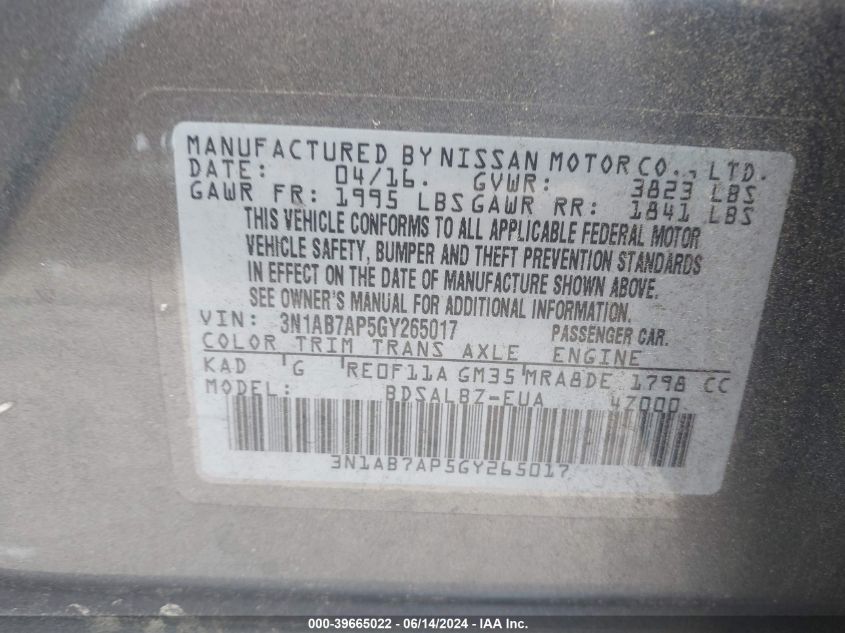 MANUFACTURED BY NISSAN MOTOR CO., LTD.
DATE: 04/16. GVWR: 3823 LBS
GAWR FR: 1995 LBS GAWR RR: 1841 LBS
THIS VEHICLE CONFORMS TO ALL APPLICABLE FEDERAL MOTOR
VEHICLE SAFETY, BUMPER AND THEFT PREVENTION STANDARDS
IN EFFECT ON THE DATE OF MANUFACTURE SHOWN ABOVE.
SEE OWNER'S MANUAL FOR ADDITIONAL INFORMATION.
VIN: 3N1AB7AP5GY265017 PASSENGER CAR.
COLOR TRIM TRANS AXLE ENGINE
KAD G RE0F11A GM35 MRA8DE 1798 CC
MODEL: BDSALBZ-EUA 47000
3N1AB7AP5GY265017
000-39665022 - 06/14/2024 - IAA Inc.